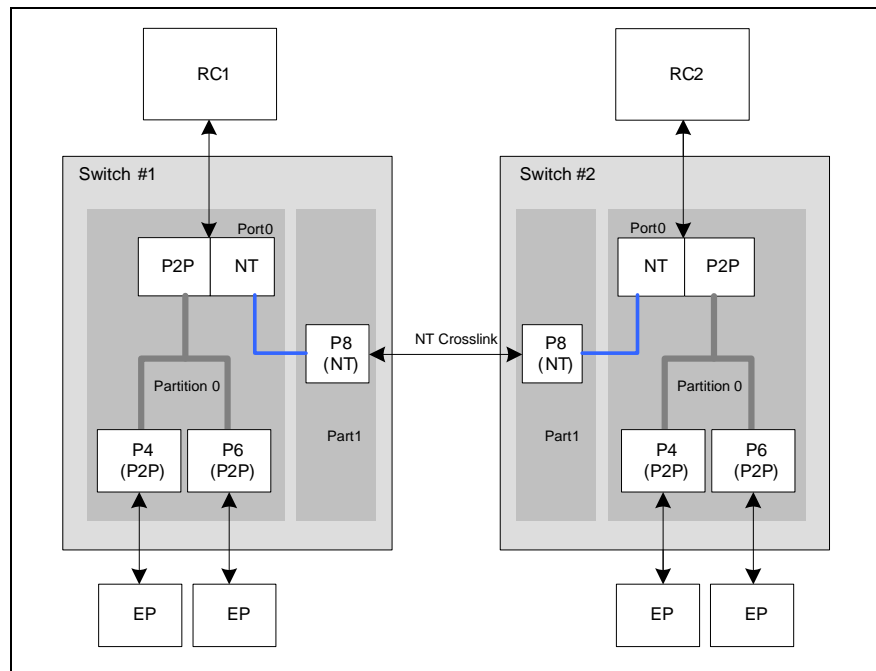 RC1
RC2
Switch #1
Switch #2
Port0
P2P
NT
Port0
NT
P2P
P8
(NT)
NT Crosslink
P8
(NT)
Partition 0
Part1
Part1
Partition 0
P4
(P2P)
P6
(P2P)
P4
(P2P)
P6
(P2P)
EP
EP
EP
EP